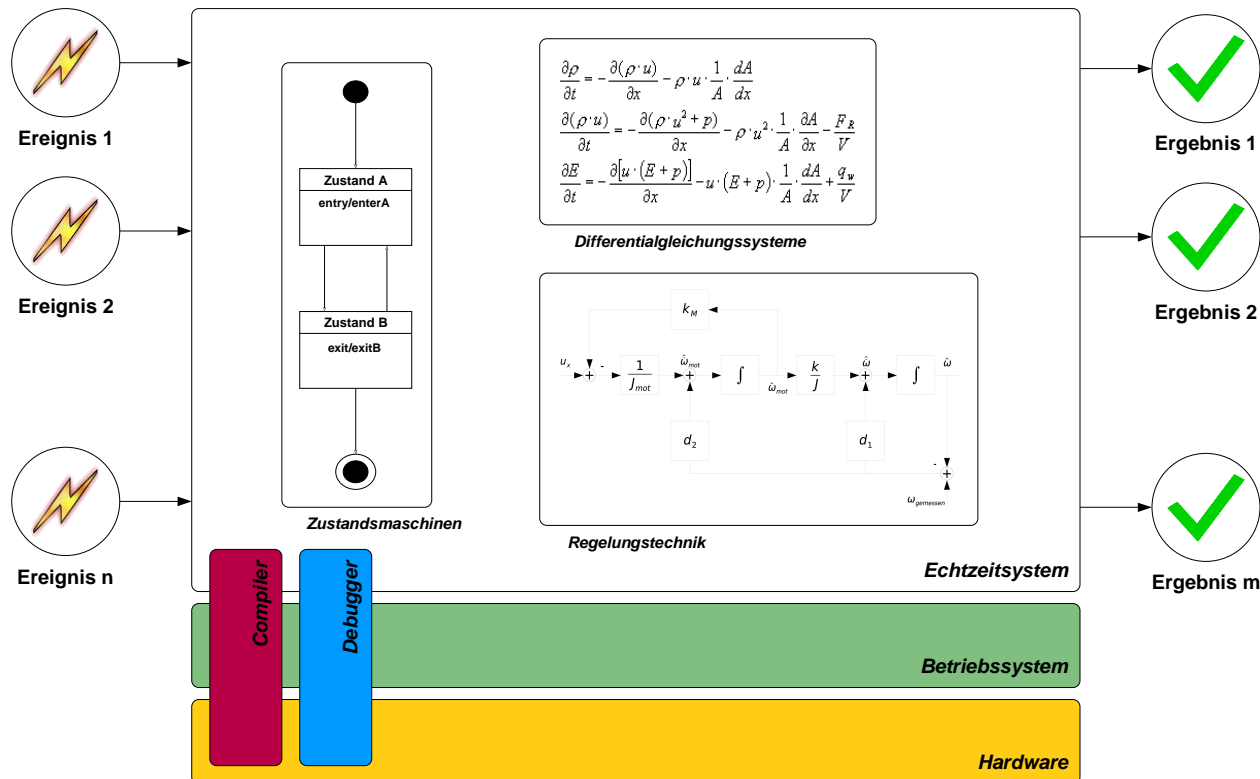 Ereignis 1
Ereignis 2
Ereignis n
Zustand A
entry/enterA
Zustand B
exit/exitB
Zustandsmaschinen
∂ρ/∂t = −∂(ρ·u)/∂x − ρ·u·1/A·dA/dx
∂(ρ·u)/∂t = −∂(ρ·u²+p)/∂x − ρ·u²·1/A·∂A/∂x − F_R/V
∂E/∂t = −∂[u·(E+p)]/∂x − u·(E+p)·1/A·dA/dx + q_w/V
Differentialgleichungssysteme
k_M
u_x
+
-
1/J_mot
ω̂_mot
+
∫
ω̂_mot
k/J
ω̂
+
∫
ω̂
d_2
d_1
-
+
ω_gemessen
Regelungstechnik
Echtzeitsystem
Compiler
Debugger
Betriebssystem
Hardware
Ergebnis 1
Ergebnis 2
Ergebnis m